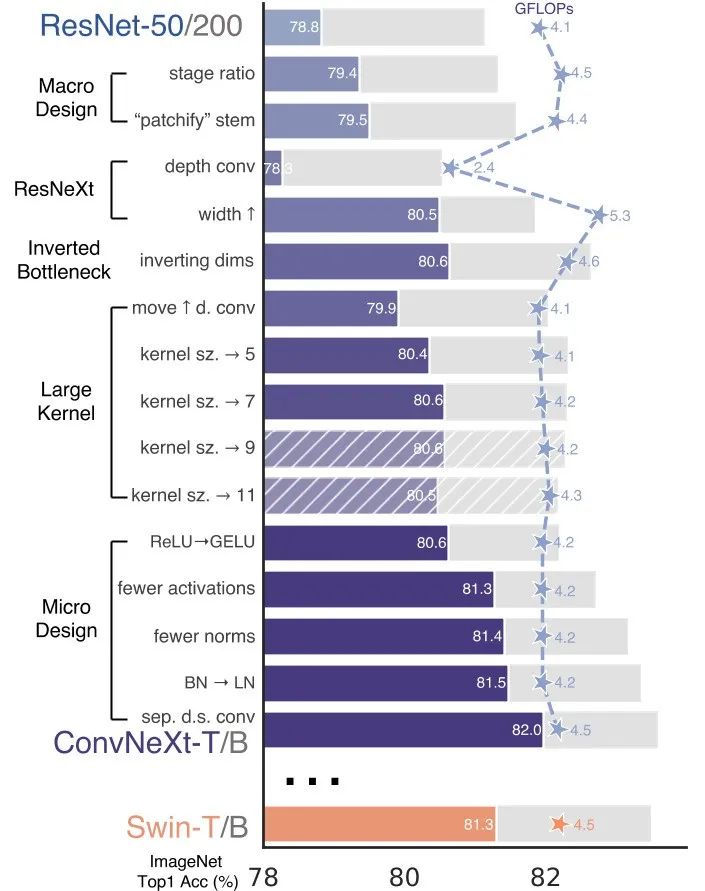 GFLOPs
ResNet-50/200 78.8 4.1
Macro Design
stage ratio 79.4 4.5
"patchify" stem 79.5 4.4
ResNeXt
depth conv 78.3 2.4
width ↑ 80.5 5.3
Inverted Bottleneck
inverting dims 80.6 4.6
Large Kernel
move ↑ d. conv 79.9 4.1
kernel sz. → 5 80.4 4.1
kernel sz. → 7 80.6 4.2
kernel sz. → 9 80.6 4.2
kernel sz. → 11 80.5 4.3
Micro Design
ReLU→GELU 80.6 4.2
fewer activations 81.3 4.2
fewer norms 81.4 4.2
BN → LN 81.5 4.2
sep. d.s. conv 82.0 4.5
ConvNeXt-T/B
...
Swin-T/B 81.3 4.5
ImageNet
Top1 Acc (%) 78 80 82